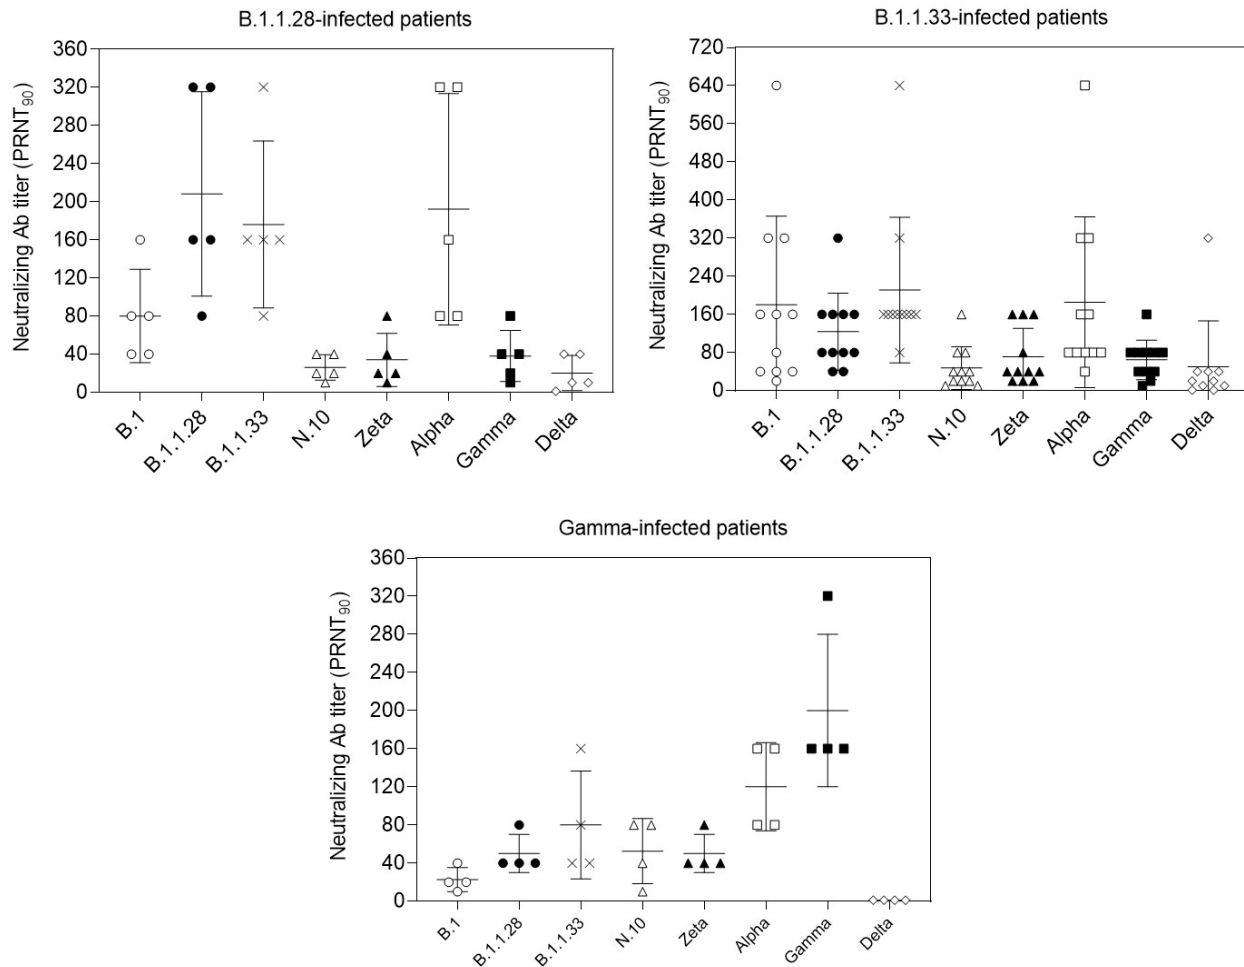 B.1.1.28-infected patients
Neutralizing Ab titer (PRNT90)
360
320
280
240
200
160
120
80
40
0
B.1
B.1.1.28
B.1.1.33
N.10
Zeta
Alpha
Gamma
Delta
B.1.1.33-infected patients
Neutralizing Ab titer (PRNT90)
720
640
560
480
400
320
240
160
80
0
B.1
B.1.1.28
B.1.1.33
N.10
Zeta
Alpha
Gamma
Delta
Gamma-infected patients
Neutralizing Ab titer (PRNT90)
360
320
280
240
200
160
120
80
40
0
B.1
B.1.1.28
B.1.1.33
N.10
Zeta
Alpha
Gamma
Delta